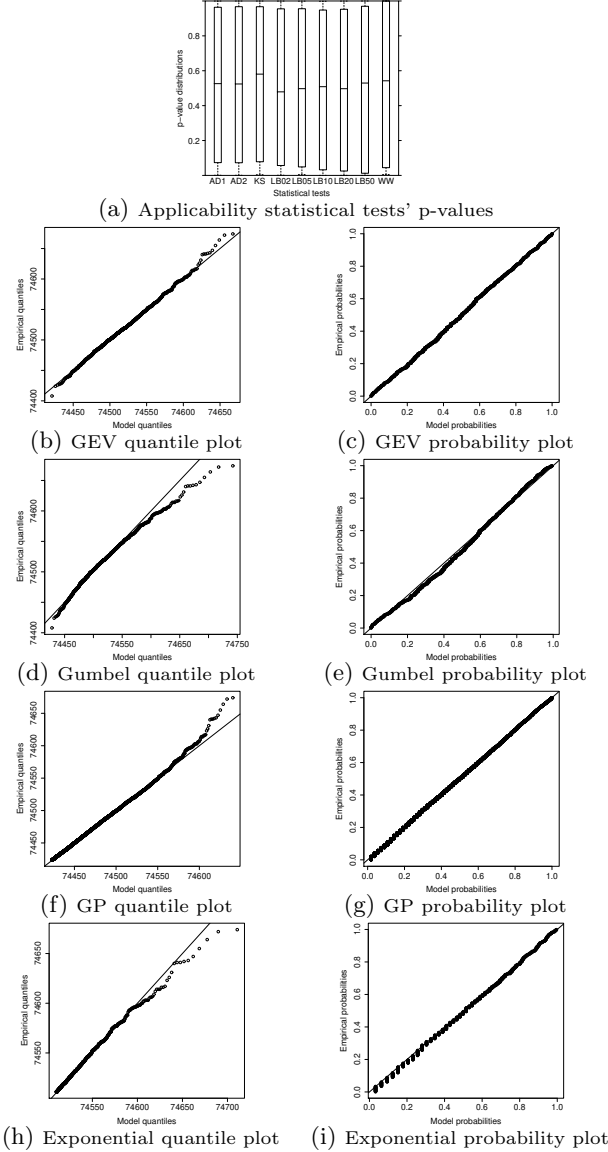 p−value distributions
0.2 0.4 0.6 0.8
AD1 AD2 KS LB02 LB05 LB10 LB20 LB50 WW
Statistical tests
(a) Applicability statistical tests' p-values
Empirical quantiles
74400 74500 74600
74450 74500 74550 74600 74650
Model quantiles
(b) GEV quantile plot
Empirical probabilities
0.0 0.2 0.4 0.6 0.8 1.0
0.0 0.2 0.4 0.6 0.8 1.0
Model probabilities
(c) GEV probability plot
Empirical quantiles
74400 74500 74600
74450 74500 74550 74600 74650 74700 74750
Model quantiles
(d) Gumbel quantile plot
Empirical probabilities
0.0 0.2 0.4 0.6 0.8 1.0
0.0 0.2 0.4 0.6 0.8 1.0
Model probabilities
(e) Gumbel probability plot
Empirical quantiles
74450 74500 74550 74600 74650
74450 74500 74550 74600
Model quantiles
(f) GP quantile plot
Empirical probabilities
0.0 0.2 0.4 0.6 0.8 1.0
0.0 0.2 0.4 0.6 0.8 1.0
Model probabilities
(g) GP probability plot
Empirical quantiles
74550 74600 74650
74550 74600 74650 74700
Model quantiles
(h) Exponential quantile plot
Empirical probabilities
0.0 0.2 0.4 0.6 0.8 1.0
0.0 0.2 0.4 0.6 0.8 1.0
Model probabilities
(i) Exponential probability plot